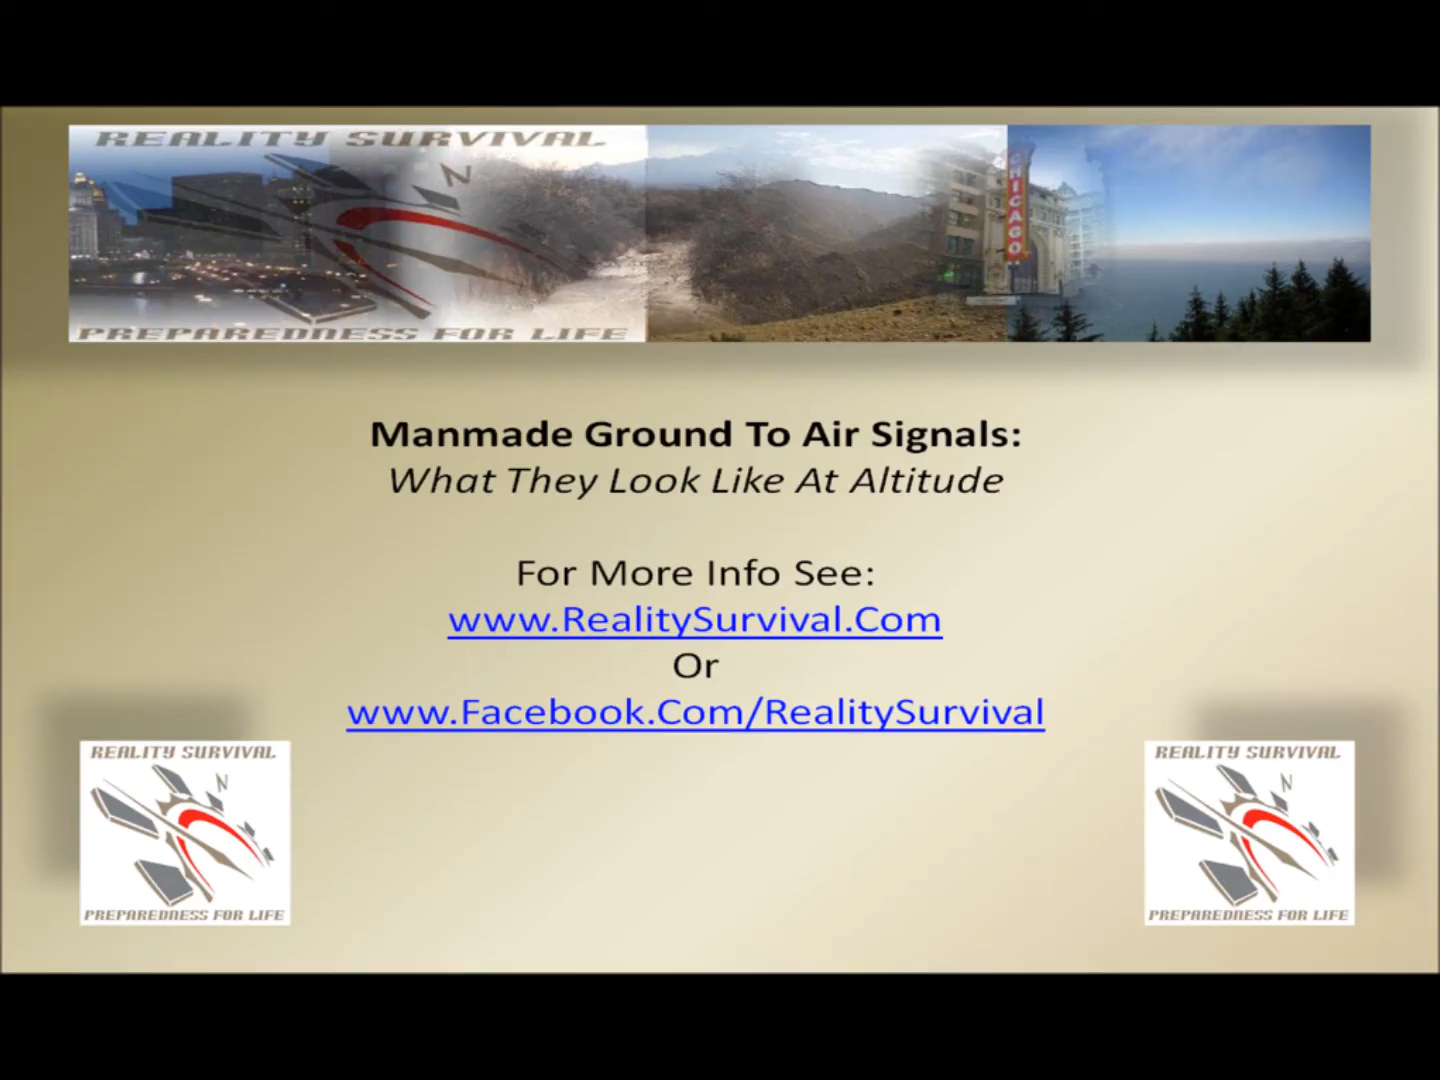 REALITY SURVIVAL
N
CHICAGO
PREPAREDNESS FOR LIFE
Manmade Ground To Air Signals:
What They Look Like At Altitude
For More Info See:
www.RealitySurvival.Com
Or
www.Facebook.Com/RealitySurvival
REALITY SURVIVAL
N
PREPAREDNESS FOR LIFE
REALITY SURVIVAL
N
PREPAREDNESS FOR LIFE